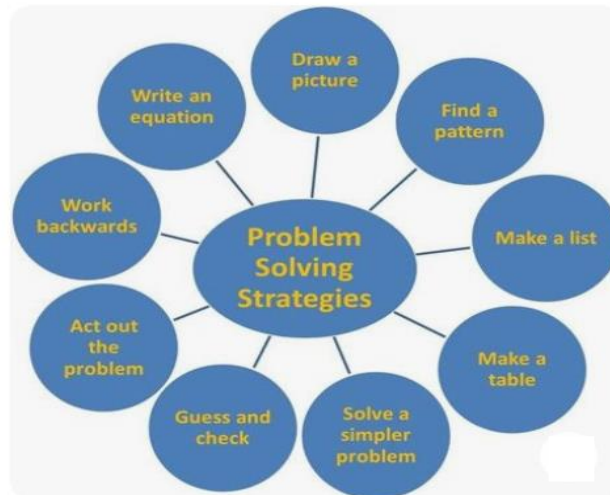 Problem
Solving
Strategies
Draw a
picture
Find a
pattern
Make a list
Make a
table
Solve a
simpler
problem
Guess and
check
Act out
the
problem
Work
backwards
Write an
equation